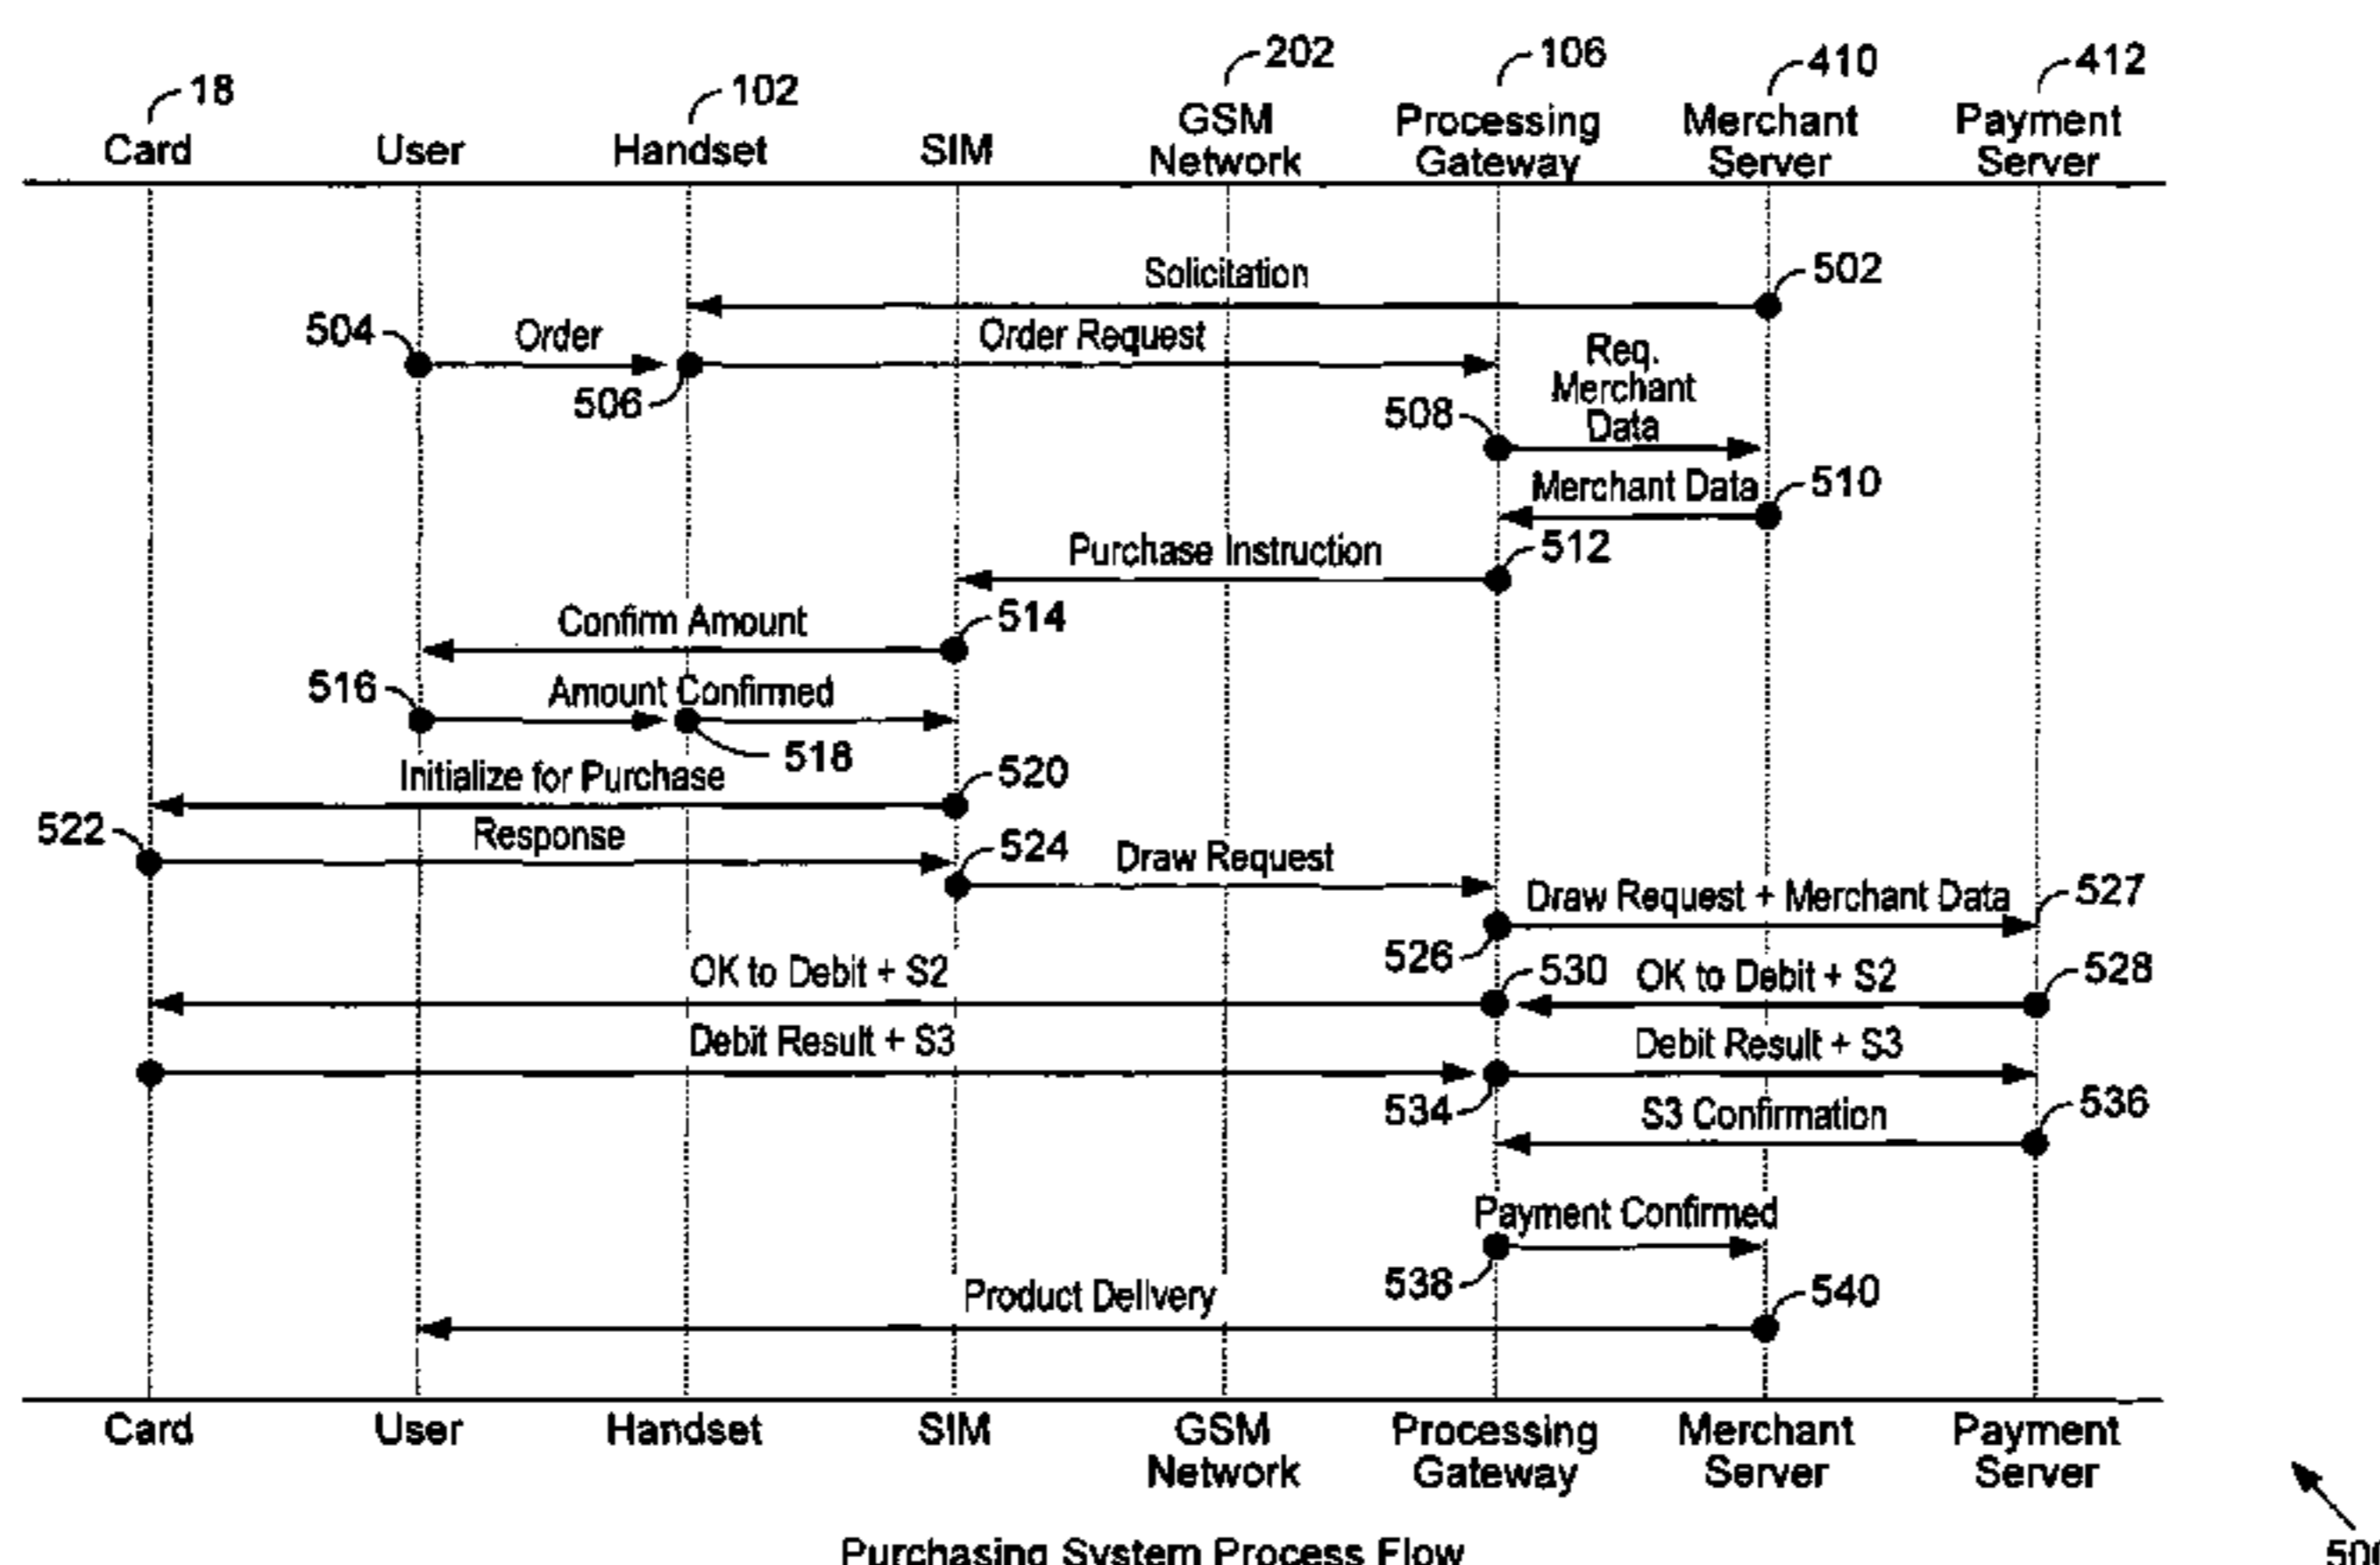 18
102
202
106
410
412
Card
User
Handset
SIM
GSM
Network
Processing
Gateway
Merchant
Server
Payment
Server
Solicitation
502
504
Order
Order Request
506
Req.
Merchant
Data
508
Merchant Data
510
Purchase Instruction
512
Confirm Amount
514
516
Amount Confirmed
518
Initialize for Purchase
520
522
Response
524
Draw Request
Draw Request + Merchant Data
527
526
OK to Debit + S2
530
OK to Debit + S2
528
Debit Result + S3
Debit Result + S3
534
S3 Confirmation
536
Payment Confirmed
538
Product Delivery
540
Card
User
Handset
SIM
GSM
Network
Processing
Gateway
Merchant
Server
Payment
Server
Purchasing System Process Flow